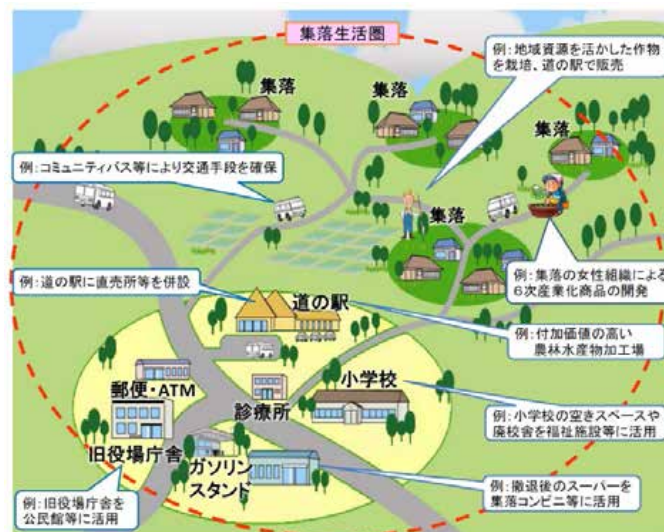 集落生活圏
例：地域資源を活かした作物
を栽培、道の駅で販売
集落
集落
集落
例：コミュニティバス等により交通手段を確保
集落
例：集落の女性組織による
６次産業化商品の開発
例：道の駅に直売所等を併設
道の駅
例：付加価値の高い
農林水産物加工場
郵便・ATM
診療所
小学校
例：小学校の空きスペースや
廃校舎を福祉施設等に活用
旧役場庁舎
ガソリン
スタンド
例：旧役場庁舎を
公民館等に活用
例：撤退後のスーパーを
集落コンビニ等に活用